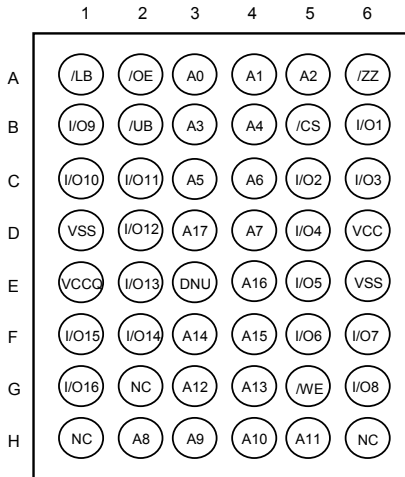 1 2 3 4 5 6
A /LB /OE A0 A1 A2 /ZZ
B I/O9 /UB A3 A4 /CS I/O1
C I/O10 I/O11 A5 A6 I/O2 I/O3
D VSS I/O12 A17 A7 I/O4 VCC
E VCCQ I/O13 DNU A16 I/O5 VSS
F I/O15 I/O14 A14 A15 I/O6 I/O7
G I/O16 NC A12 A13 /WE I/O8
H NC A8 A9 A10 A11 NC